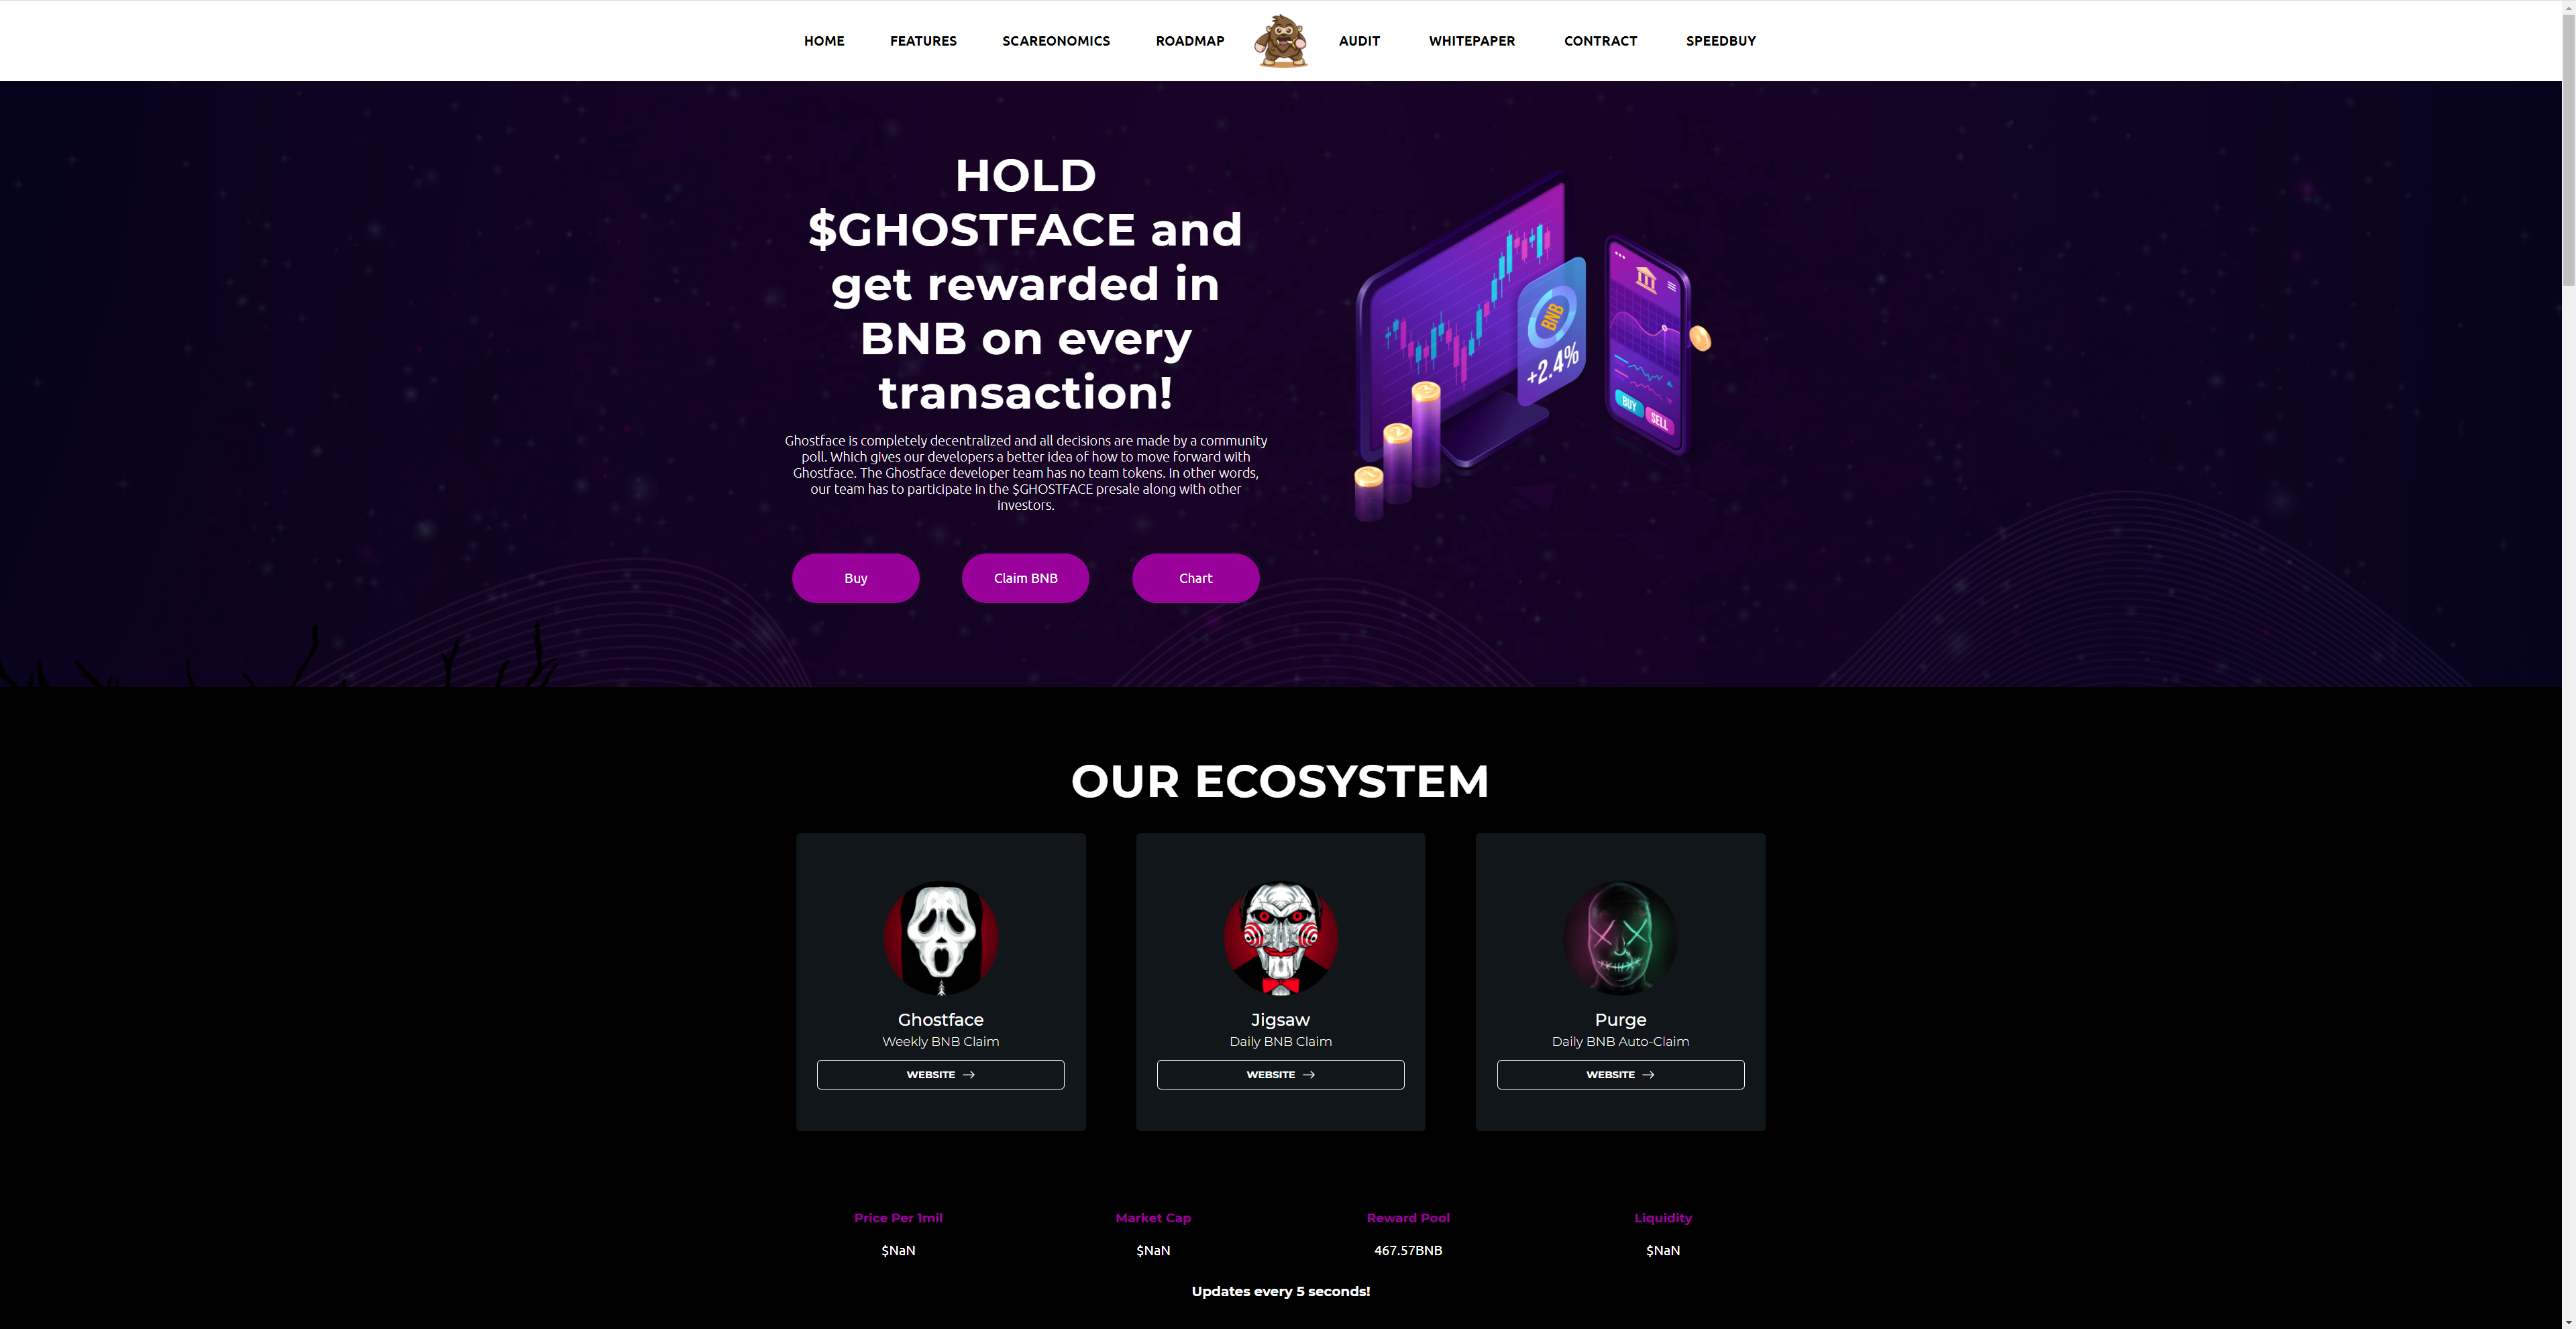 HOME FEATURES SCAREONOMICS ROADMAP AUDIT WHITEPAPER CONTRACT SPEEDBUY
HOLD
$GHOSTFACE and
get rewarded in
BNB on every
transaction!
Ghostface is completely decentralized and all decisions are made by a community
poll. Which gives our developers a better idea of how to move forward with
Ghostface. The Ghostface developer team has no team tokens. In other words,
our team has to participate in the $GHOSTFACE presale along with other
investors.
Buy Claim BNB Chart
BNB
+2.4%
BUY SELL
OUR ECOSYSTEM
Ghostface
Weekly BNB Claim
WEBSITE →
Jigsaw
Daily BNB Claim
WEBSITE →
Purge
Daily BNB Auto-Claim
WEBSITE →
Price Per 1mil Market Cap Reward Pool Liquidity
$NaN $NaN 467.57BNB $NaN
Updates every 5 seconds!